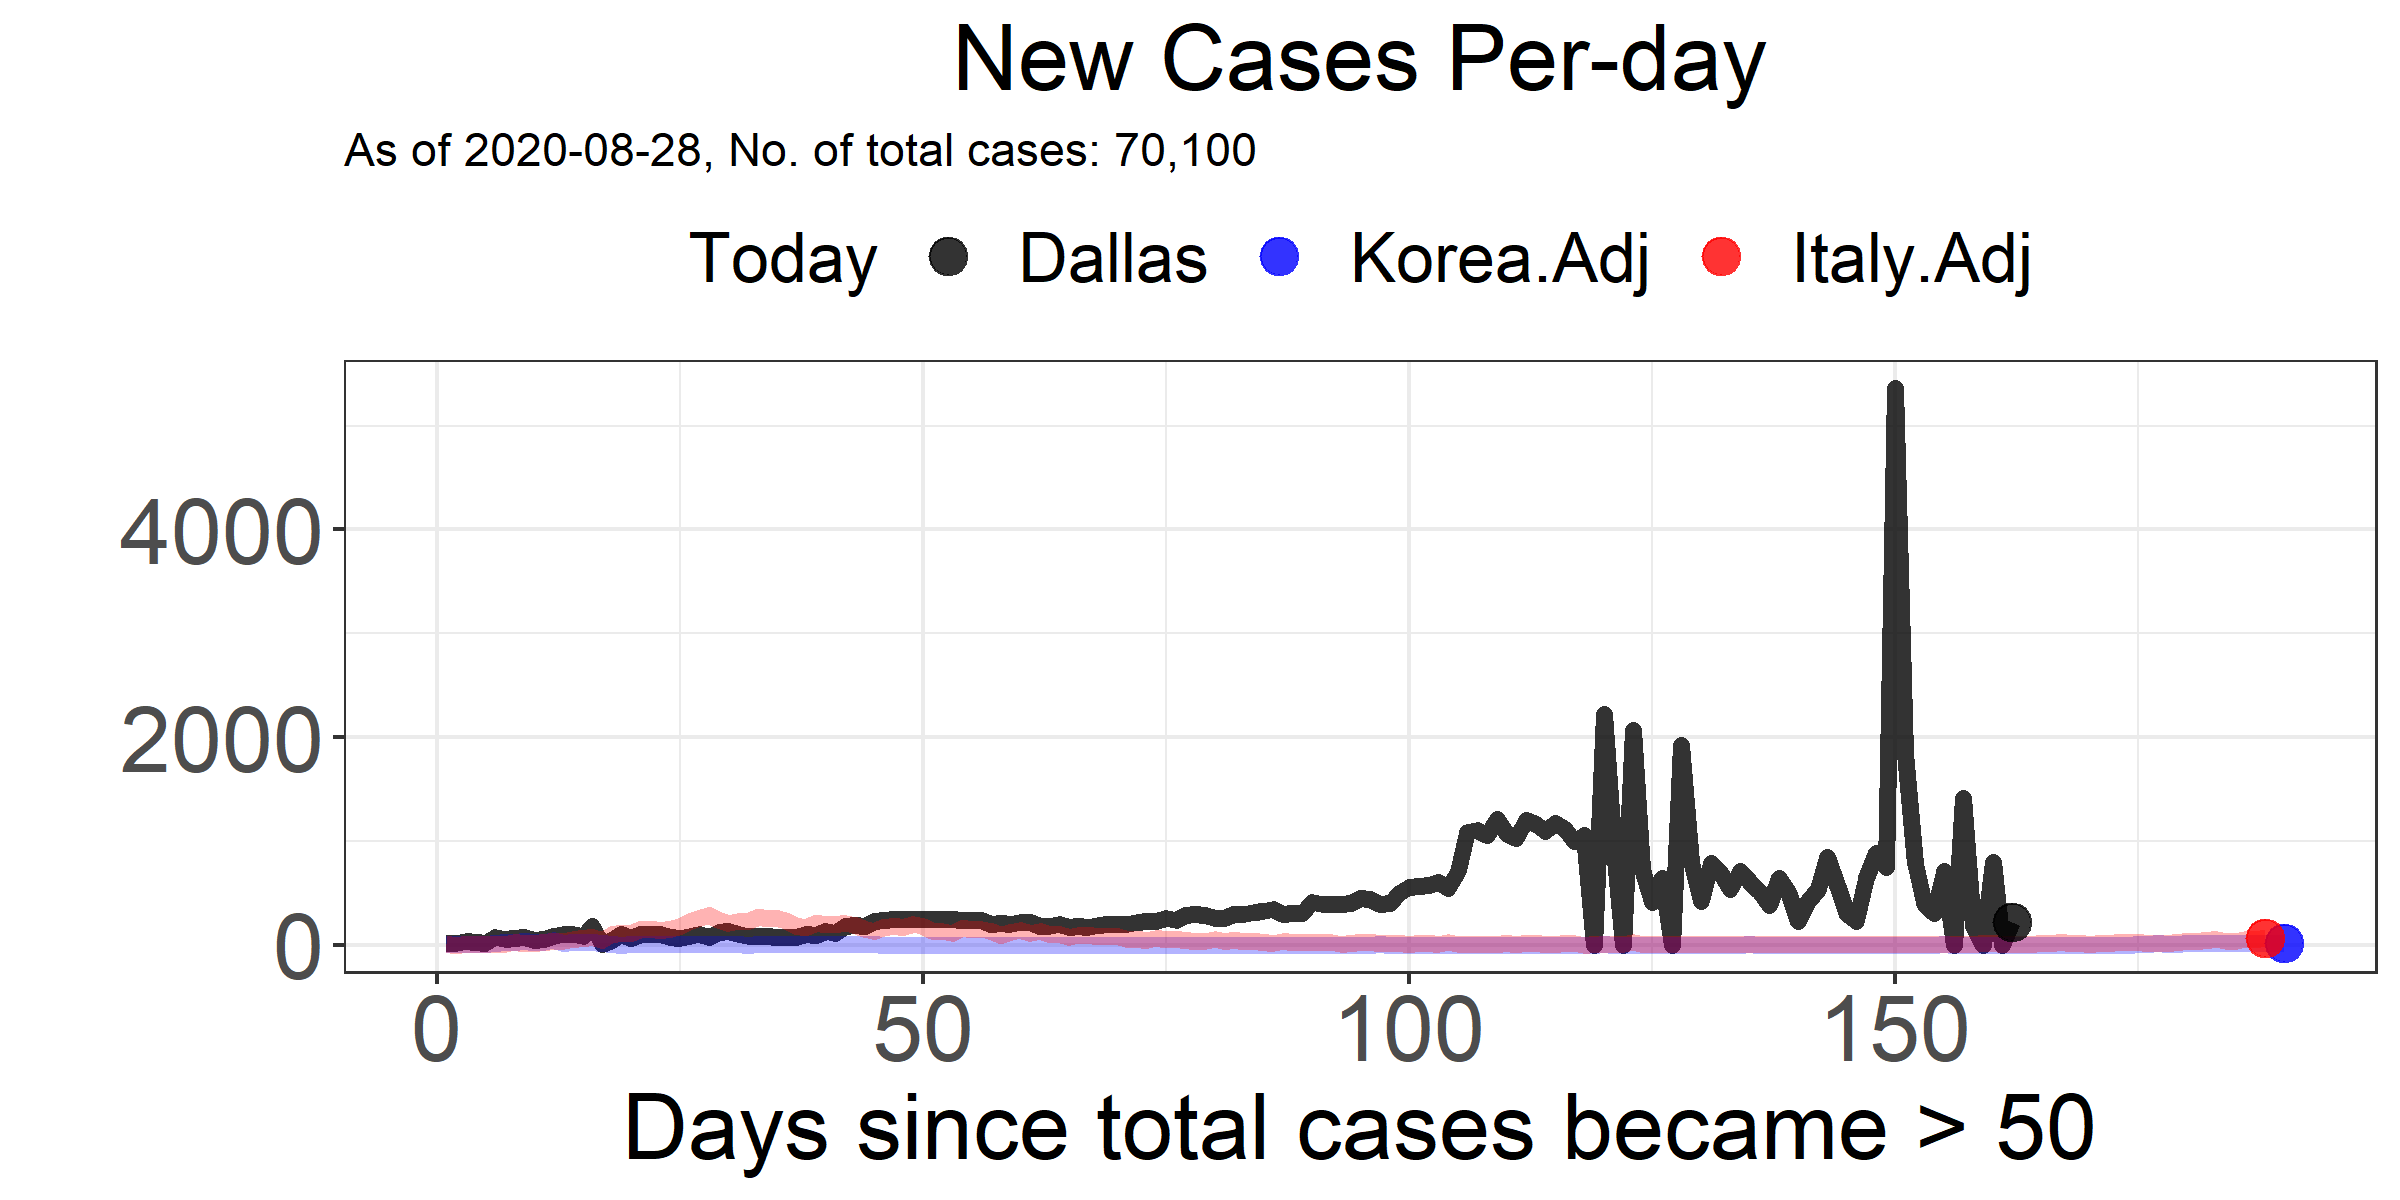 New Cases Per-day
As of 2020-08-28, No. of total cases: 70,100
Today Dallas Korea.Adj Italy.Adj
4000
2000
0
0 50 100 150
Days since total cases became > 50